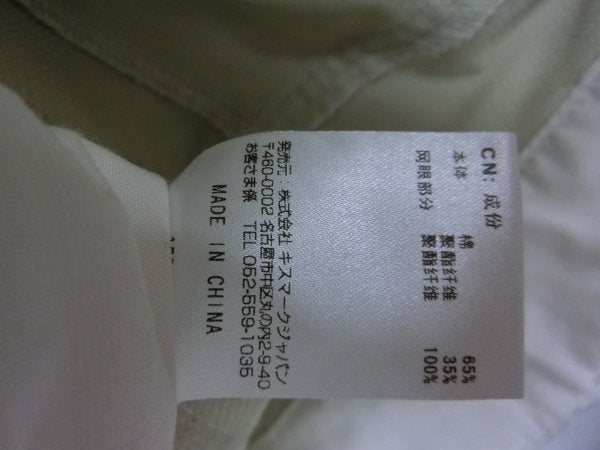 CN: 成份
本体 棉 65%
聚酯纤维 35%
网眼部分 聚酯纤维 100%
発売元：株式会社 キスマークジャパン
〒460-0002 名古屋市中区丸の内2-9-40
お客さま係 TEL 052-559-1035
MADE IN CHINA